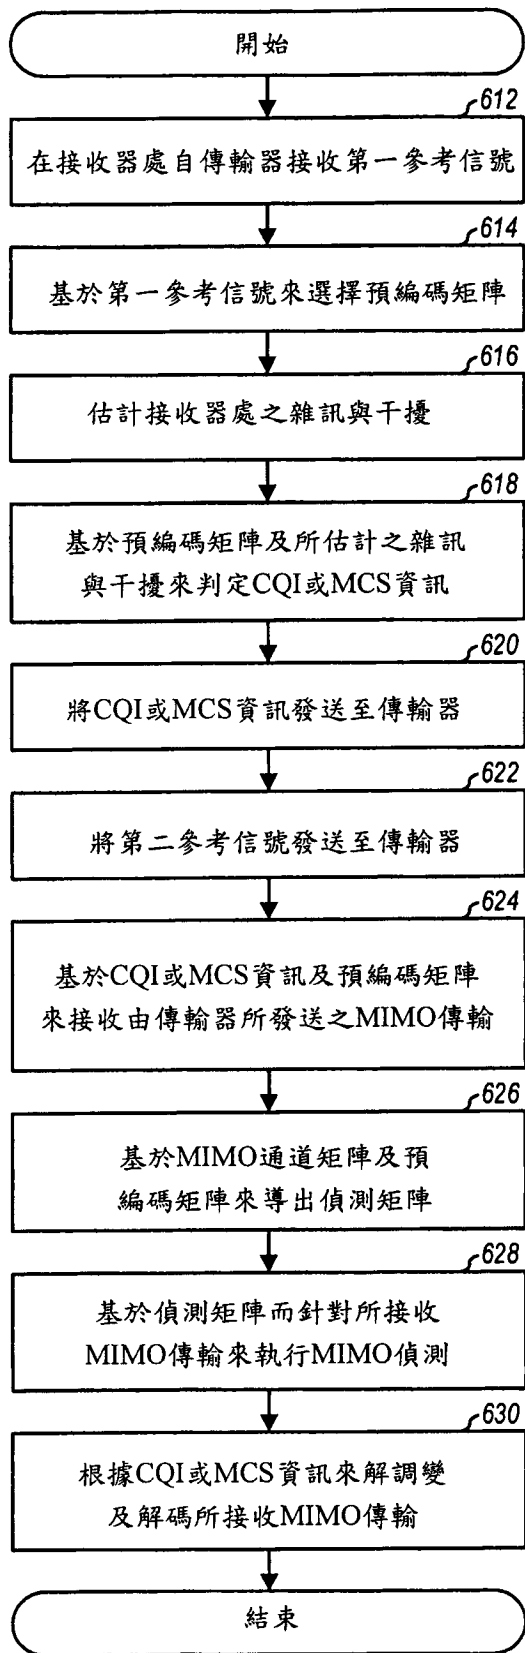 開始
612
在接收器處自傳輸器接收第一參考信號
614
基於第一參考信號來選擇預編碼矩陣
616
估計接收器處之雜訊與干擾
618
基於預編碼矩陣及所估計之雜訊
與干擾來判定CQI或MCS資訊
620
將CQI或MCS資訊發送至傳輸器
622
將第二參考信號發送至傳輸器
624
基於CQI或MCS資訊及預編碼矩陣
來接收由傳輸器所發送之MIMO傳輸
626
基於MIMO通道矩陣及預
編碼矩陣來導出偵測矩陣
628
基於偵測矩陣而針對所接收
MIMO傳輸來執行MIMO偵測
630
根據CQI或MCS資訊來解調變
及解碼所接收MIMO傳輸
結束